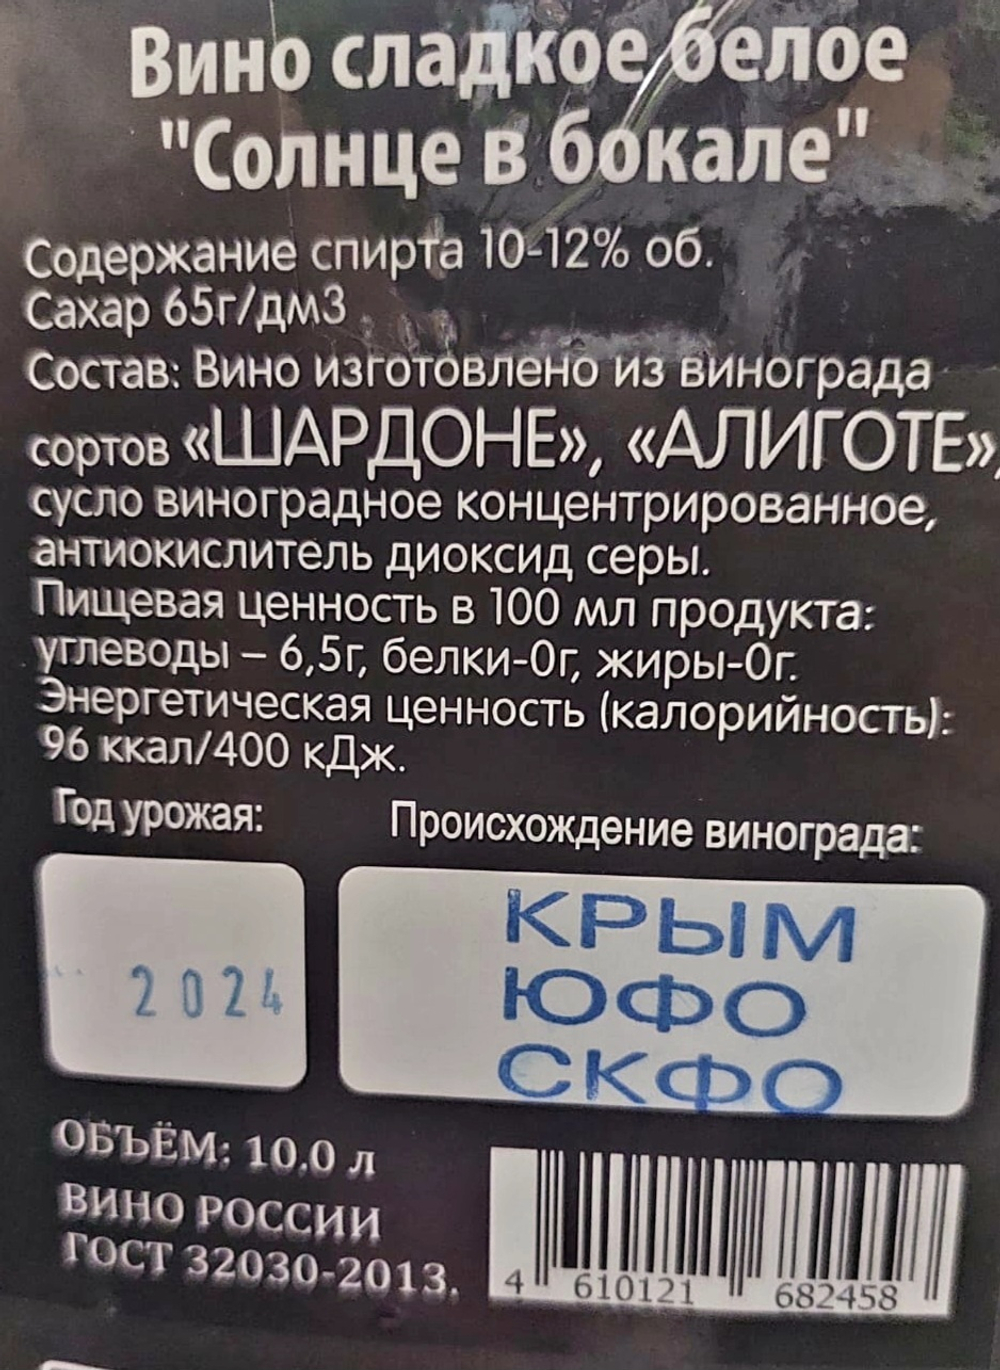 Вино сладкое белое
"Солнце в бокале"
Содержание спирта 10-12% об.
Сахар 65г/дм3
Состав: Вино изготовлено из винограда
сортов «ШАРДОНЕ», «АЛИГОТЕ»,
сусло виноградное концентрированное,
антиокислитель диоксид серы.
Пищевая ценность в 100 мл продукта:
углеводы – 6,5г, белки-0г, жиры-0г.
Энергетическая ценность (калорийность):
96 ккал/400 кДж.
Год урожая:
Происхождение винограда:
2024
КРЫМ
ЮФО
СКФО
ОБЪЁМ: 10.0 л
ВИНО РОССИИ
ГОСТ 32030-2013.
4 610121 682458